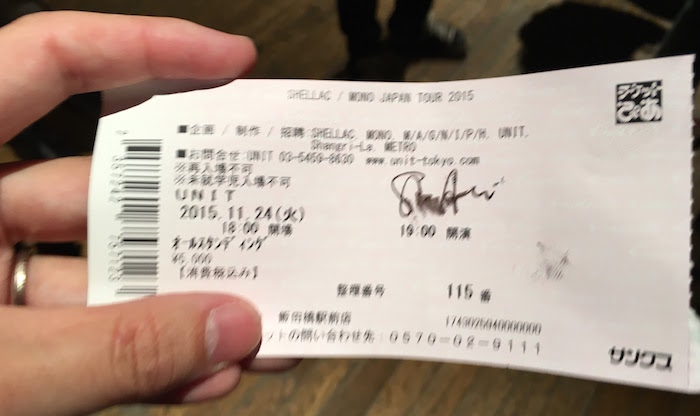 SHELLAC / MONO JAPAN TOUR 2015
チケットぴあ
■企画 / 制作 / 招聘:SHELLAC, MONO, M/A/G/N/I/P/H, UNIT,
Shangri-La, METRO
■お問合せ:UNIT 03-5459-8630 www.unit-tokyo.com
※再入場不可
※未就学児入場不可
UNIT
2015.11.24(火)
18:00 開場 19:00 開演
オールスタンディング
¥5,000
【消費税込み】
整理番号 115 番
飯田橋駅前店 1743025040000000
ットの問い合わせ先:0570-02-9111
サンクス